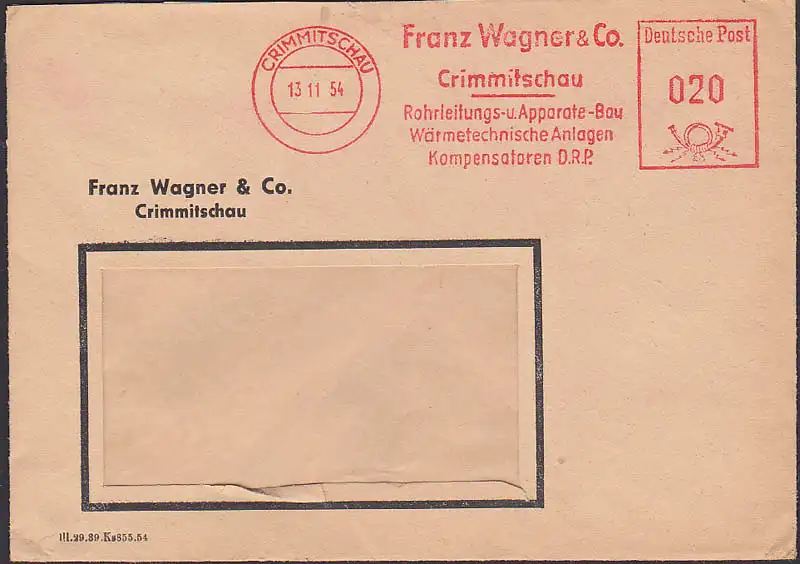 CRIMMITSCHAU
13 11 54
Franz Wagner & Co.
Crimmitschau
Rohrleitungs-u. Apparate-Bau
Wärmetechnische Anlagen
Kompensatoren D.R.P.
Deutsche Post
020
Franz Wagner & Co.
Crimmitschau
III.29.39.Ks855.54